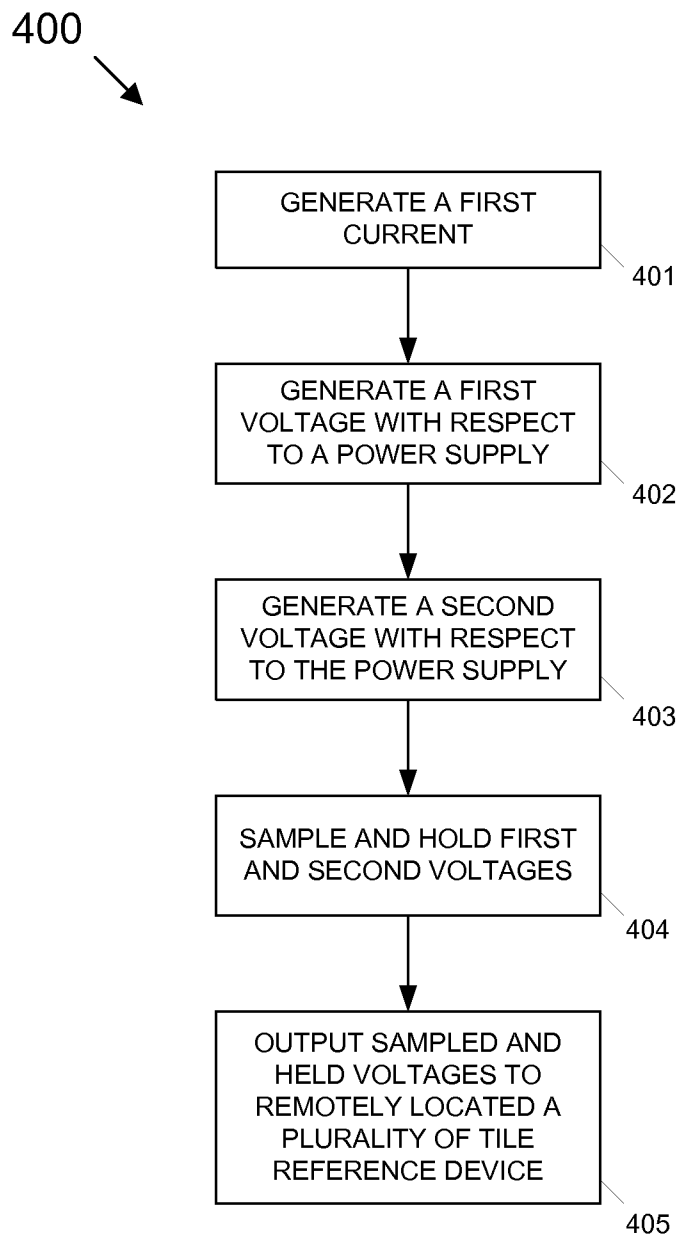 400
GENERATE A FIRST
CURRENT
401
GENERATE A FIRST
VOLTAGE WITH RESPECT
TO A POWER SUPPLY
402
GENERATE A SECOND
VOLTAGE WITH RESPECT
TO THE POWER SUPPLY
403
SAMPLE AND HOLD FIRST
AND SECOND VOLTAGES
404
OUTPUT SAMPLED AND
HELD VOLTAGES TO
REMOTELY LOCATED A
PLURALITY OF TILE
REFERENCE DEVICE
405